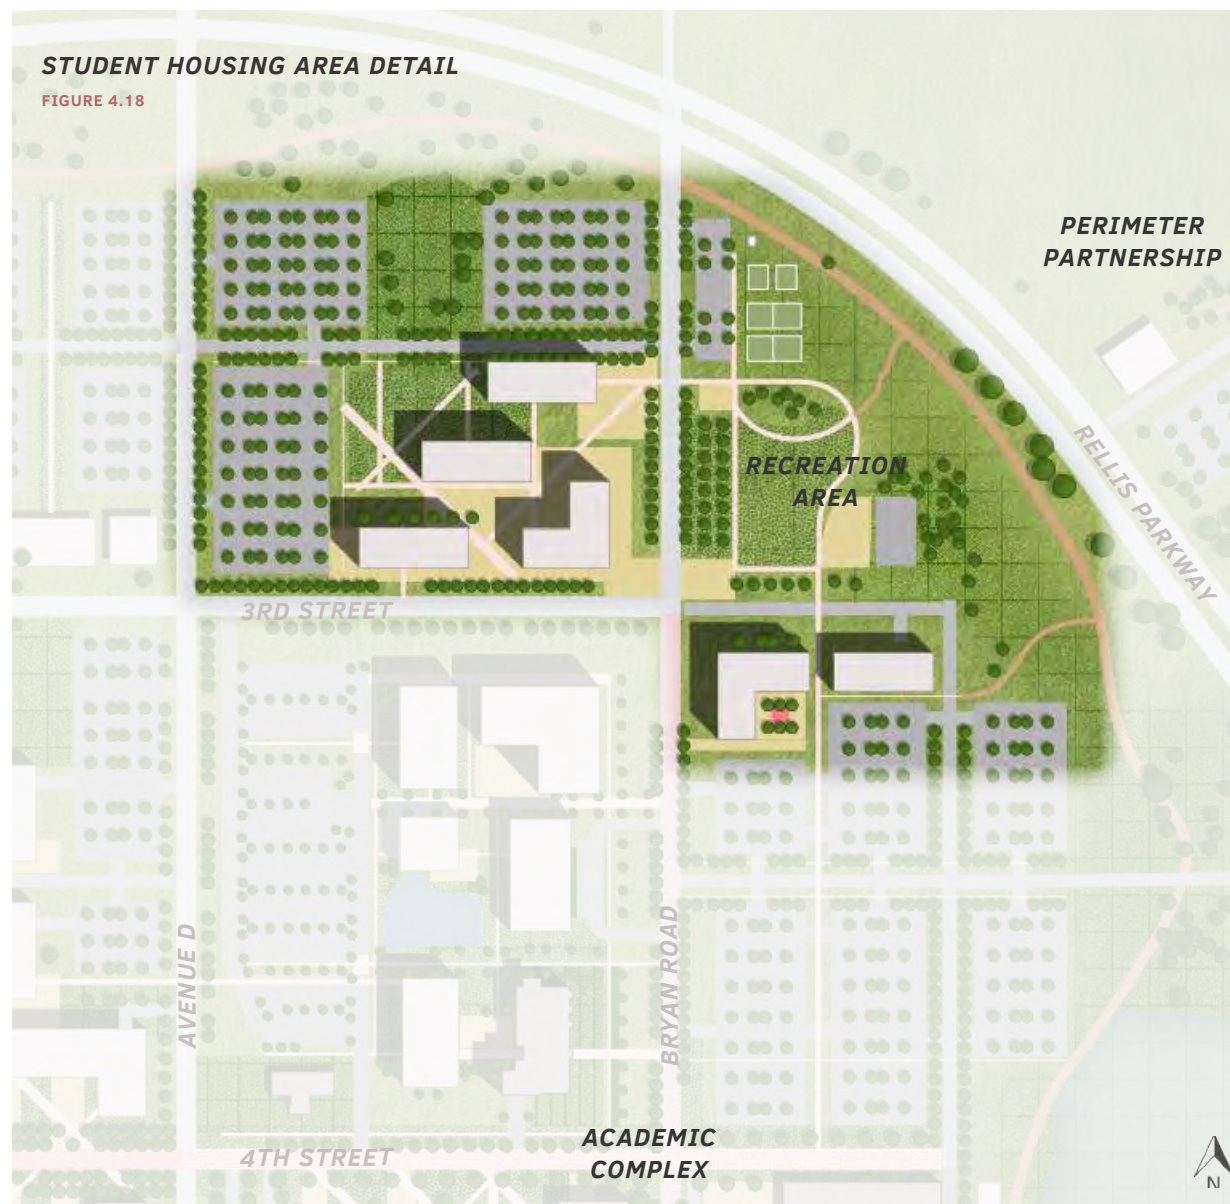 STUDENT HOUSING AREA DETAIL
FIGURE 4.18
PERIMETER
PARTNERSHIP
RELLIS PARKWAY
RECREATION
AREA
3RD STREET
AVENUE D
BRYAN ROAD
ACADEMIC
COMPLEX
4TH STREET
N